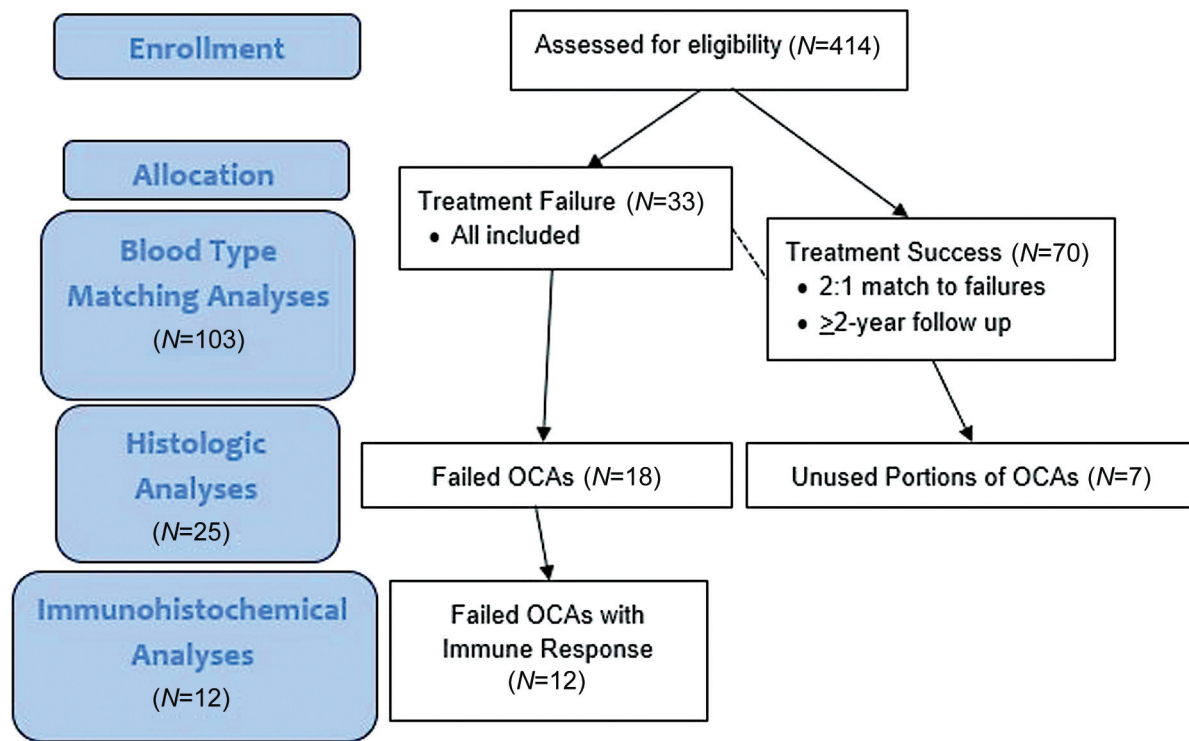 Enrollment
Assessed for eligibility (N=414)
Allocation
Treatment Failure (N=33)
• All included
Blood Type
Matching Analyses
(N=103)
Treatment Success (N=70)
• 2:1 match to failures
• ≥2-year follow up
Histologic
Analyses
(N=25)
Failed OCAs (N=18)
Unused Portions of OCAs (N=7)
Immunohistochemical
Analyses
(N=12)
Failed OCAs with
Immune Response
(N=12)